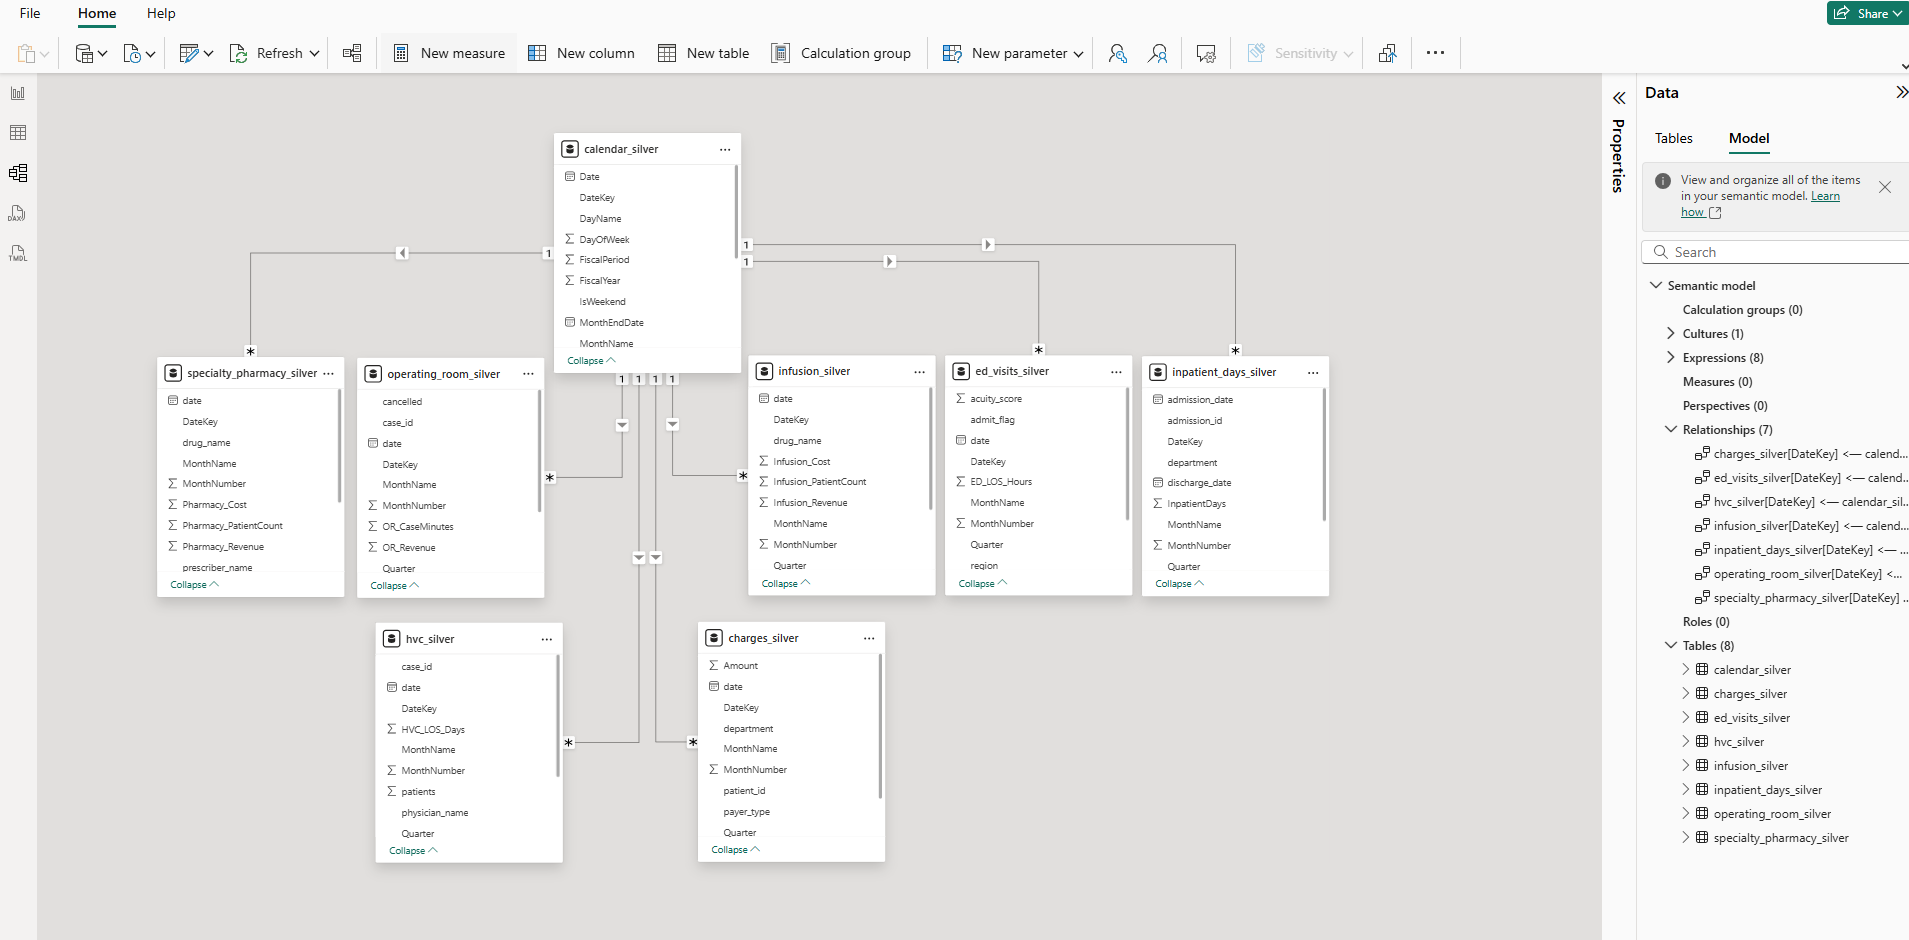 File
Home
Help
Share
Refresh
New measure
New column
New table
Calculation group
New parameter
Sensitivity
DAX
TMDL
calendar_silver
Date
DateKey
DayName
DayOfWeek
FiscalPeriod
FiscalYear
IsWeekend
MonthEndDate
MonthName
Collapse
1
1
1
*
*
*
1 1 1 1
specialty_pharmacy_silver
date
DateKey
drug_name
MonthName
MonthNumber
Pharmacy_Cost
Pharmacy_PatientCount
Pharmacy_Revenue
prescriber_name
Collapse
operating_room_silver
cancelled
case_id
date
DateKey
MonthName
MonthNumber
OR_CaseMinutes
OR_Revenue
Quarter
Collapse
*
*
infusion_silver
date
DateKey
drug_name
Infusion_Cost
Infusion_PatientCount
Infusion_Revenue
MonthName
MonthNumber
Quarter
Collapse
ed_visits_silver
acuity_score
admit_flag
date
DateKey
ED_LOS_Hours
MonthName
MonthNumber
Quarter
region
Collapse
inpatient_days_silver
admission_date
admission_id
DateKey
department
discharge_date
InpatientDays
MonthName
MonthNumber
Quarter
Collapse
hvc_silver
case_id
date
DateKey
HVC_LOS_Days
MonthName
MonthNumber
patients
physician_name
Quarter
Collapse
*
*
charges_silver
Amount
date
DateKey
department
MonthName
MonthNumber
patient_id
payer_type
Quarter
Collapse
Properties
Data
Tables
Model
View and organize all of the items
in your semantic model. Learn
how
Search
Semantic model
Calculation groups (0)
Cultures (1)
Expressions (8)
Measures (0)
Perspectives (0)
Relationships (7)
charges_silver[DateKey] <— calend...
ed_visits_silver[DateKey] <— calend...
hvc_silver[DateKey] <— calendar_sil...
infusion_silver[DateKey] <— calend...
inpatient_days_silver[DateKey] <— ...
operating_room_silver[DateKey] <—...
specialty_pharmacy_silver[DateKey] ...
Roles (0)
Tables (8)
calendar_silver
charges_silver
ed_visits_silver
hvc_silver
infusion_silver
inpatient_days_silver
operating_room_silver
specialty_pharmacy_silver